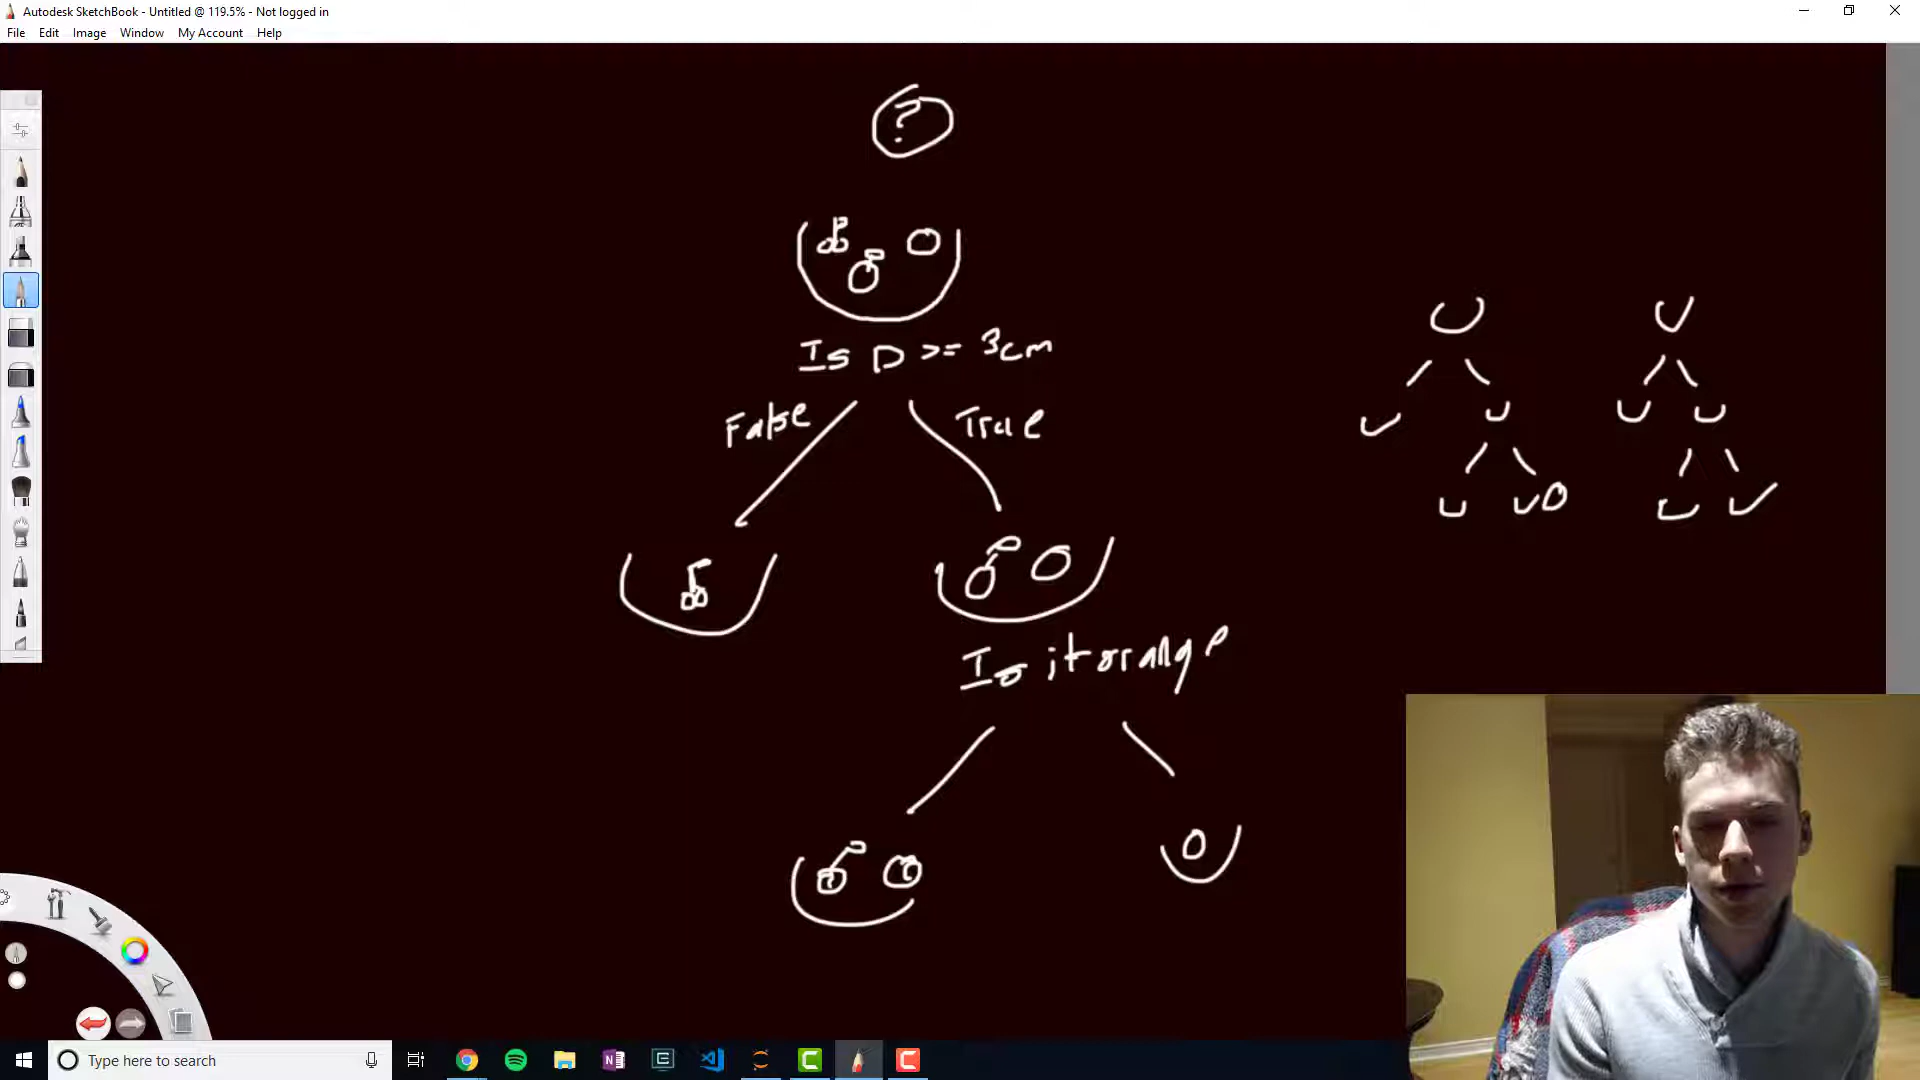 Autodesk SketchBook - Untitled @ 119.5% - Not logged in
File Edit Image Window My Account Help
?
Is D >= 3cm
False True
Is it orange
Type here to search